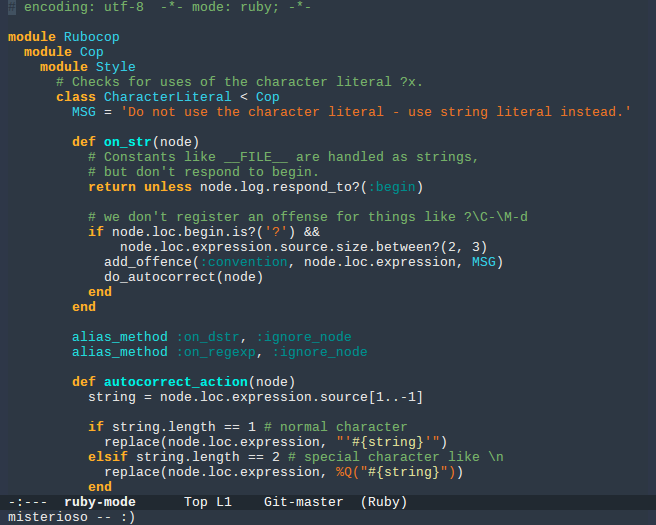 # encoding: utf-8  -*- mode: ruby; -*-

module Rubocop
  module Cop
    module Style
      # Checks for uses of the character literal ?x.
      class CharacterLiteral < Cop
        MSG = 'Do not use the character literal - use string literal instead.'

        def on_str(node)
          # Constants like __FILE__ are handled as strings,
          # but don't respond to begin.
          return unless node.log.respond_to?(:begin)

          # we don't register an offense for things like ?\C-\M-d
          if node.loc.begin.is?('?') &&
              node.loc.expression.source.size.between?(2, 3)
            add_offence(:convention, node.loc.expression, MSG)
            do_autocorrect(node)
          end
        end

        alias_method :on_dstr, :ignore_node
        alias_method :on_regexp, :ignore_node

        def autocorrect_action(node)
          string = node.loc.expression.source[1..-1]

          if string.length == 1 # normal character
            replace(node.loc.expression, "'#{string}'")
          elsif string.length == 2 # special character like \n
            replace(node.loc.expression, %Q("#{string}"))
          end
-:---  ruby-mode      Top L1    Git-master  (Ruby)
misterioso -- :)